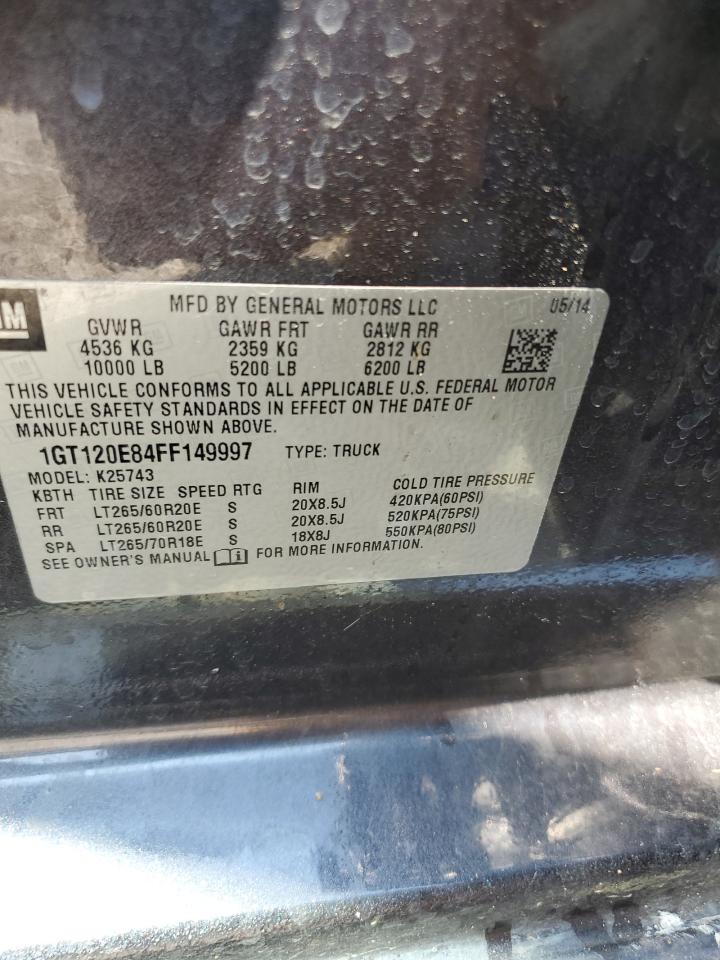 GM
MFD BY GENERAL MOTORS LLC 05/14
GVWR GAWR FRT GAWR RR
4536 KG 2359 KG 2812 KG
10000 LB 5200 LB 6200 LB
THIS VEHICLE CONFORMS TO ALL APPLICABLE U.S. FEDERAL MOTOR
VEHICLE SAFETY STANDARDS IN EFFECT ON THE DATE OF
MANUFACTURE SHOWN ABOVE.
1GT120E84FF149997 TYPE: TRUCK
MODEL: K25743
KBTH TIRE SIZE SPEED RTG RIM COLD TIRE PRESSURE
FRT LT265/60R20E S 20X8.5J 420KPA(60PSI)
RR LT265/60R20E S 20X8.5J 520KPA(75PSI)
SPA LT265/70R18E S 18X8J 550KPA(80PSI)
SEE OWNER'S MANUAL FOR MORE INFORMATION.